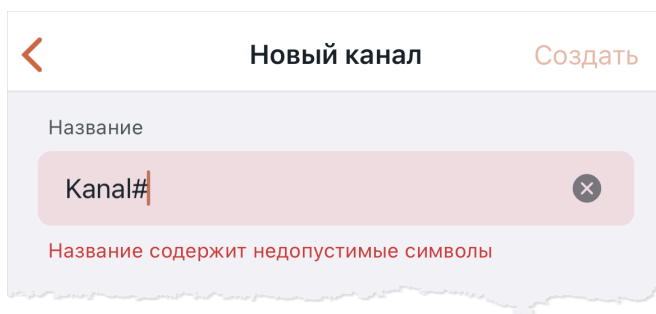 Новый канал Создать
Название
Kanal#
Название содержит недопустимые символы